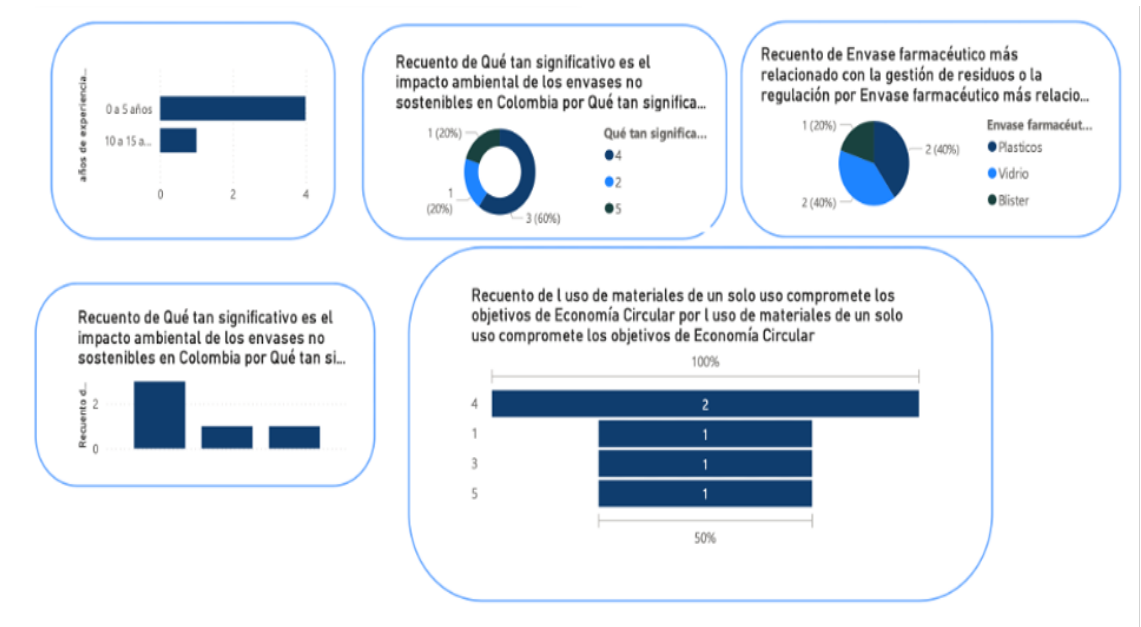 años de experiencia...
0 a 5 años
10 a 15 a...
0
2
4
Recuento de Qué tan significativo es el
impacto ambiental de los envases no
sostenibles en Colombia por Qué tan significa...
1 (20%)
1
(20%)
3 (60%)
Qué tan significa...
4
2
5
Recuento de Envase farmacéutico más
relacionado con la gestión de residuos o la
regulación por Envase farmacéutico más relacio...
1 (20%)
2 (40%)
2 (40%)
Envase farmacéut...
Plasticos
Vidrio
Blister
Recuento de Qué tan significativo es el
impacto ambiental de los envases no
sostenibles en Colombia por Qué tan si...
Recuento d...
2
0
Recuento de l uso de materiales de un solo uso compromete los
objetivos de Economía Circular por l uso de materiales de un solo
uso compromete los objetivos de Economía Circular
100%
4
2
1
1
3
1
5
1
50%